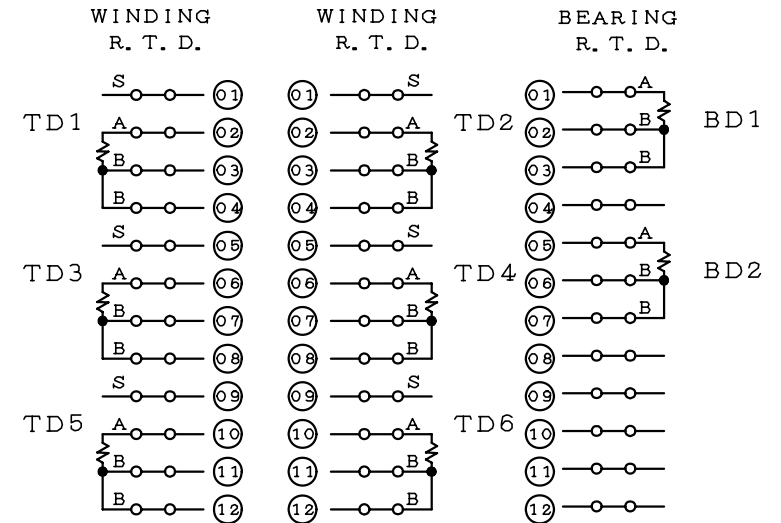 WINDING WINDING BEARING
R. T. D. R. T. D. R. T. D.
S 01 01 S 01 A
TD1 A 02 02 A TD2 02 B BD1
B 03 03 B 03 B
B 04 04 B 04
S 05 05 S 05 A
TD3 A 06 06 A TD4 06 B BD2
B 07 07 B 07 B
B 08 08 B 08
S 09 09 S 09
TD5 A 10 10 A TD6 10
B 11 11 B 11
B 12 12 B 12